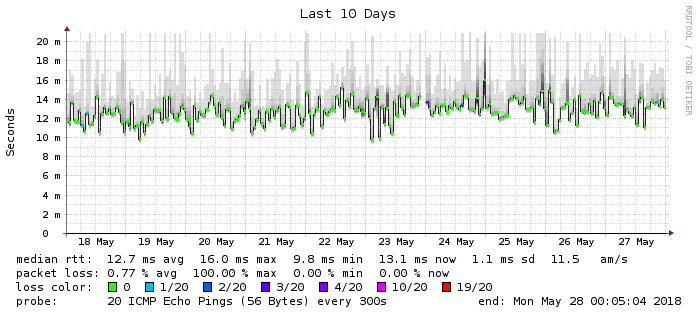 Last 10 Days
RRDTOOL / TOBI OETIKER
Seconds
20 m
18 m
16 m
14 m
12 m
10 m
8 m
6 m
4 m
2 m
0
18 May 19 May 20 May 21 May 22 May 23 May 24 May 25 May 26 May 27 May
median rtt: 12.7 ms avg 16.0 ms max 9.8 ms min 13.1 ms now 1.1 ms sd 11.5 am/s
packet loss: 0.77 % avg 100.00 % max 0.00 % min 0.00 % now
loss color: 0 1/20 2/20 3/20 4/20 10/20 19/20
probe: 20 ICMP Echo Pings (56 Bytes) every 300s end: Mon May 28 00:05:04 2018